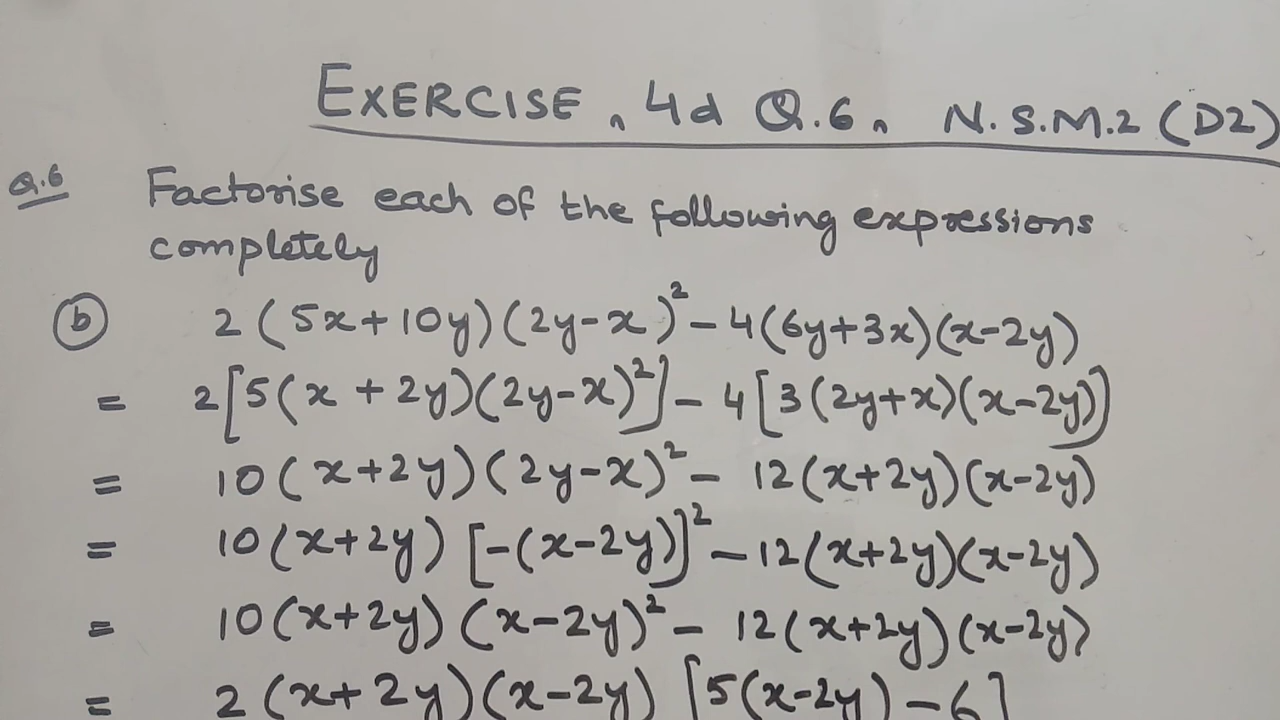 EXERCISE, 4d Q.6, N.S.M.2 (D2)
Q.6 Factorise each of the following expressions
completely
(b) 2(5x+10y)(2y-x)² - 4(6y+3x)(x-2y)
= 2[5(x+2y)(2y-x)²] - 4[3(2y+x)(x-2y)]
= 10(x+2y)(2y-x)² - 12(x+2y)(x-2y)
= 10(x+2y)[-(x-2y)]² - 12(x+2y)(x-2y)
= 10(x+2y)(x-2y)² - 12(x+2y)(x-2y)
= 2(x+2y)(x-2y)[5(x-2y)-6]